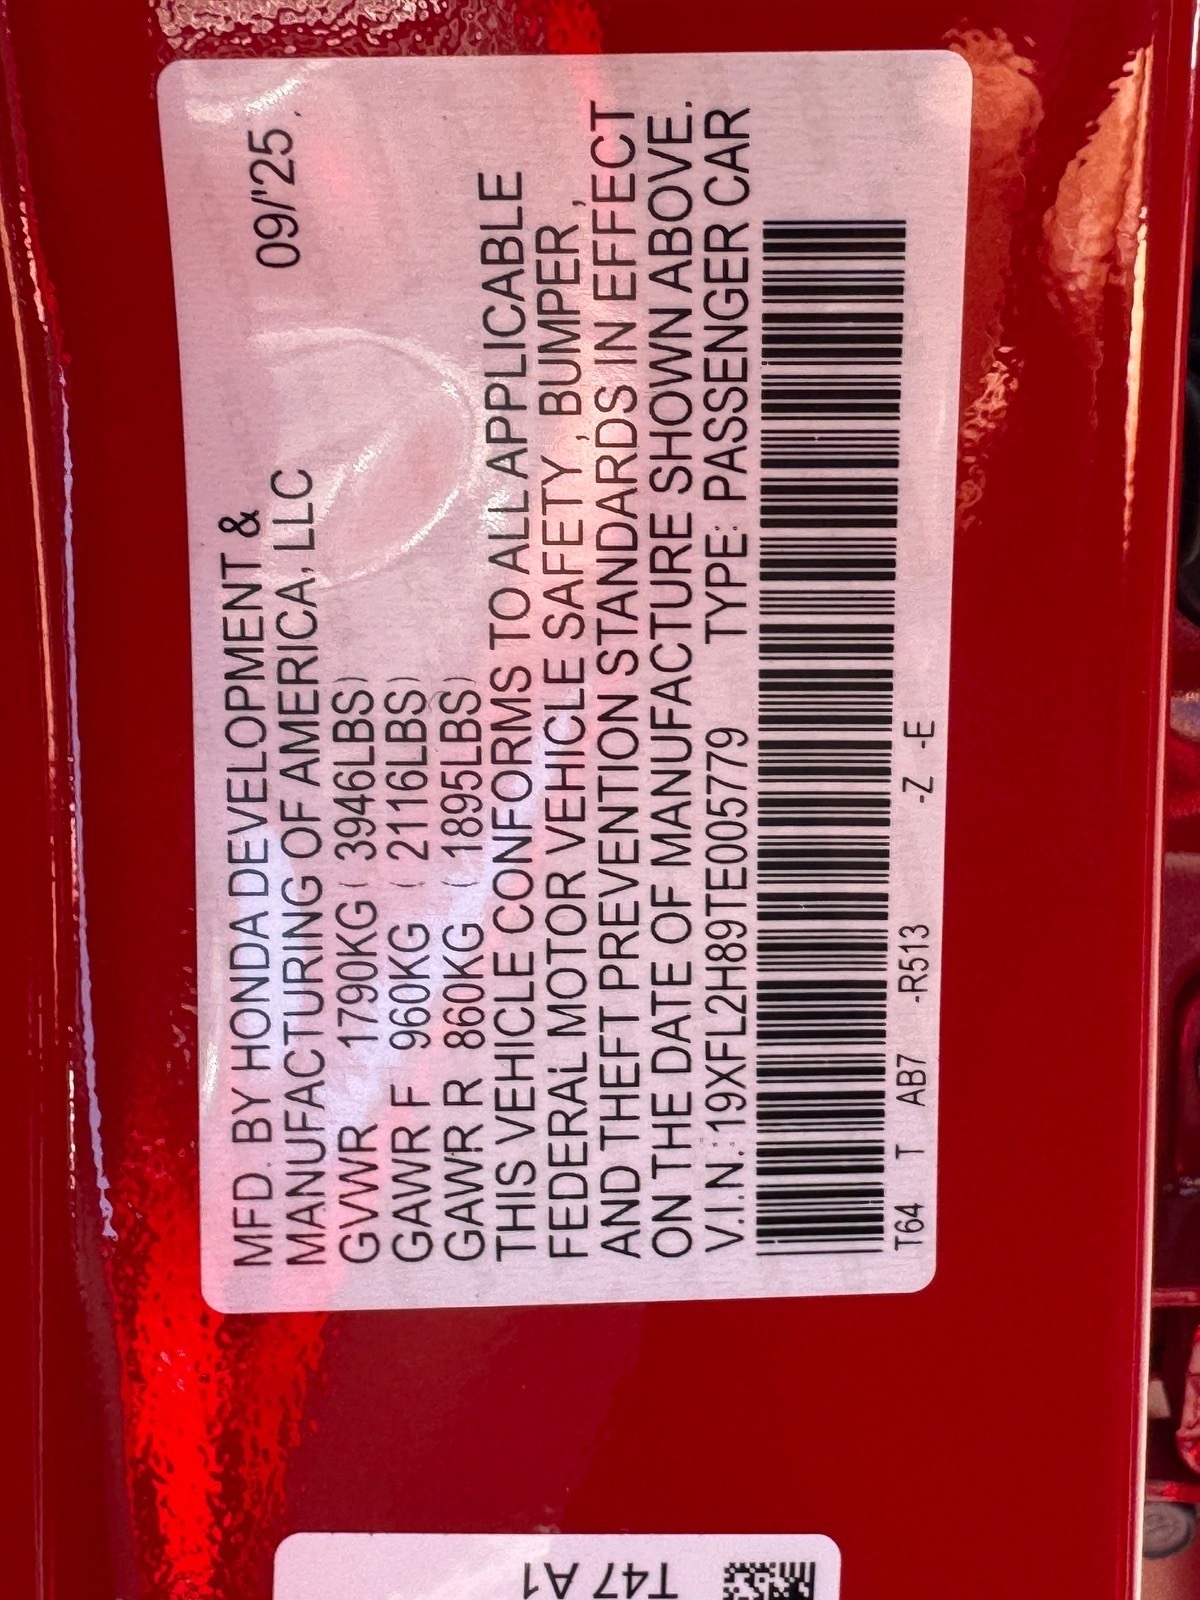 MFD. BY HONDA DEVELOPMENT & 09/'25
MANUFACTURING OF AMERICA, LLC
GVWR 1790KG ( 3946LBS)
GAWR F 960KG ( 2116LBS)
GAWR R 860KG ( 1895LBS)
THIS VEHICLE CONFORMS TO ALL APPLICABLE
FEDERAL MOTOR VEHICLE SAFETY, BUMPER,
AND THEFT PREVENTION STANDARDS IN EFFECT
ON THE DATE OF MANUFACTURE SHOWN ABOVE.
V.I.N.: 19XFL2H89TE005779 TYPE: PASSENGER CAR
T64 T AB7 -R513 -Z -E
T47 A1